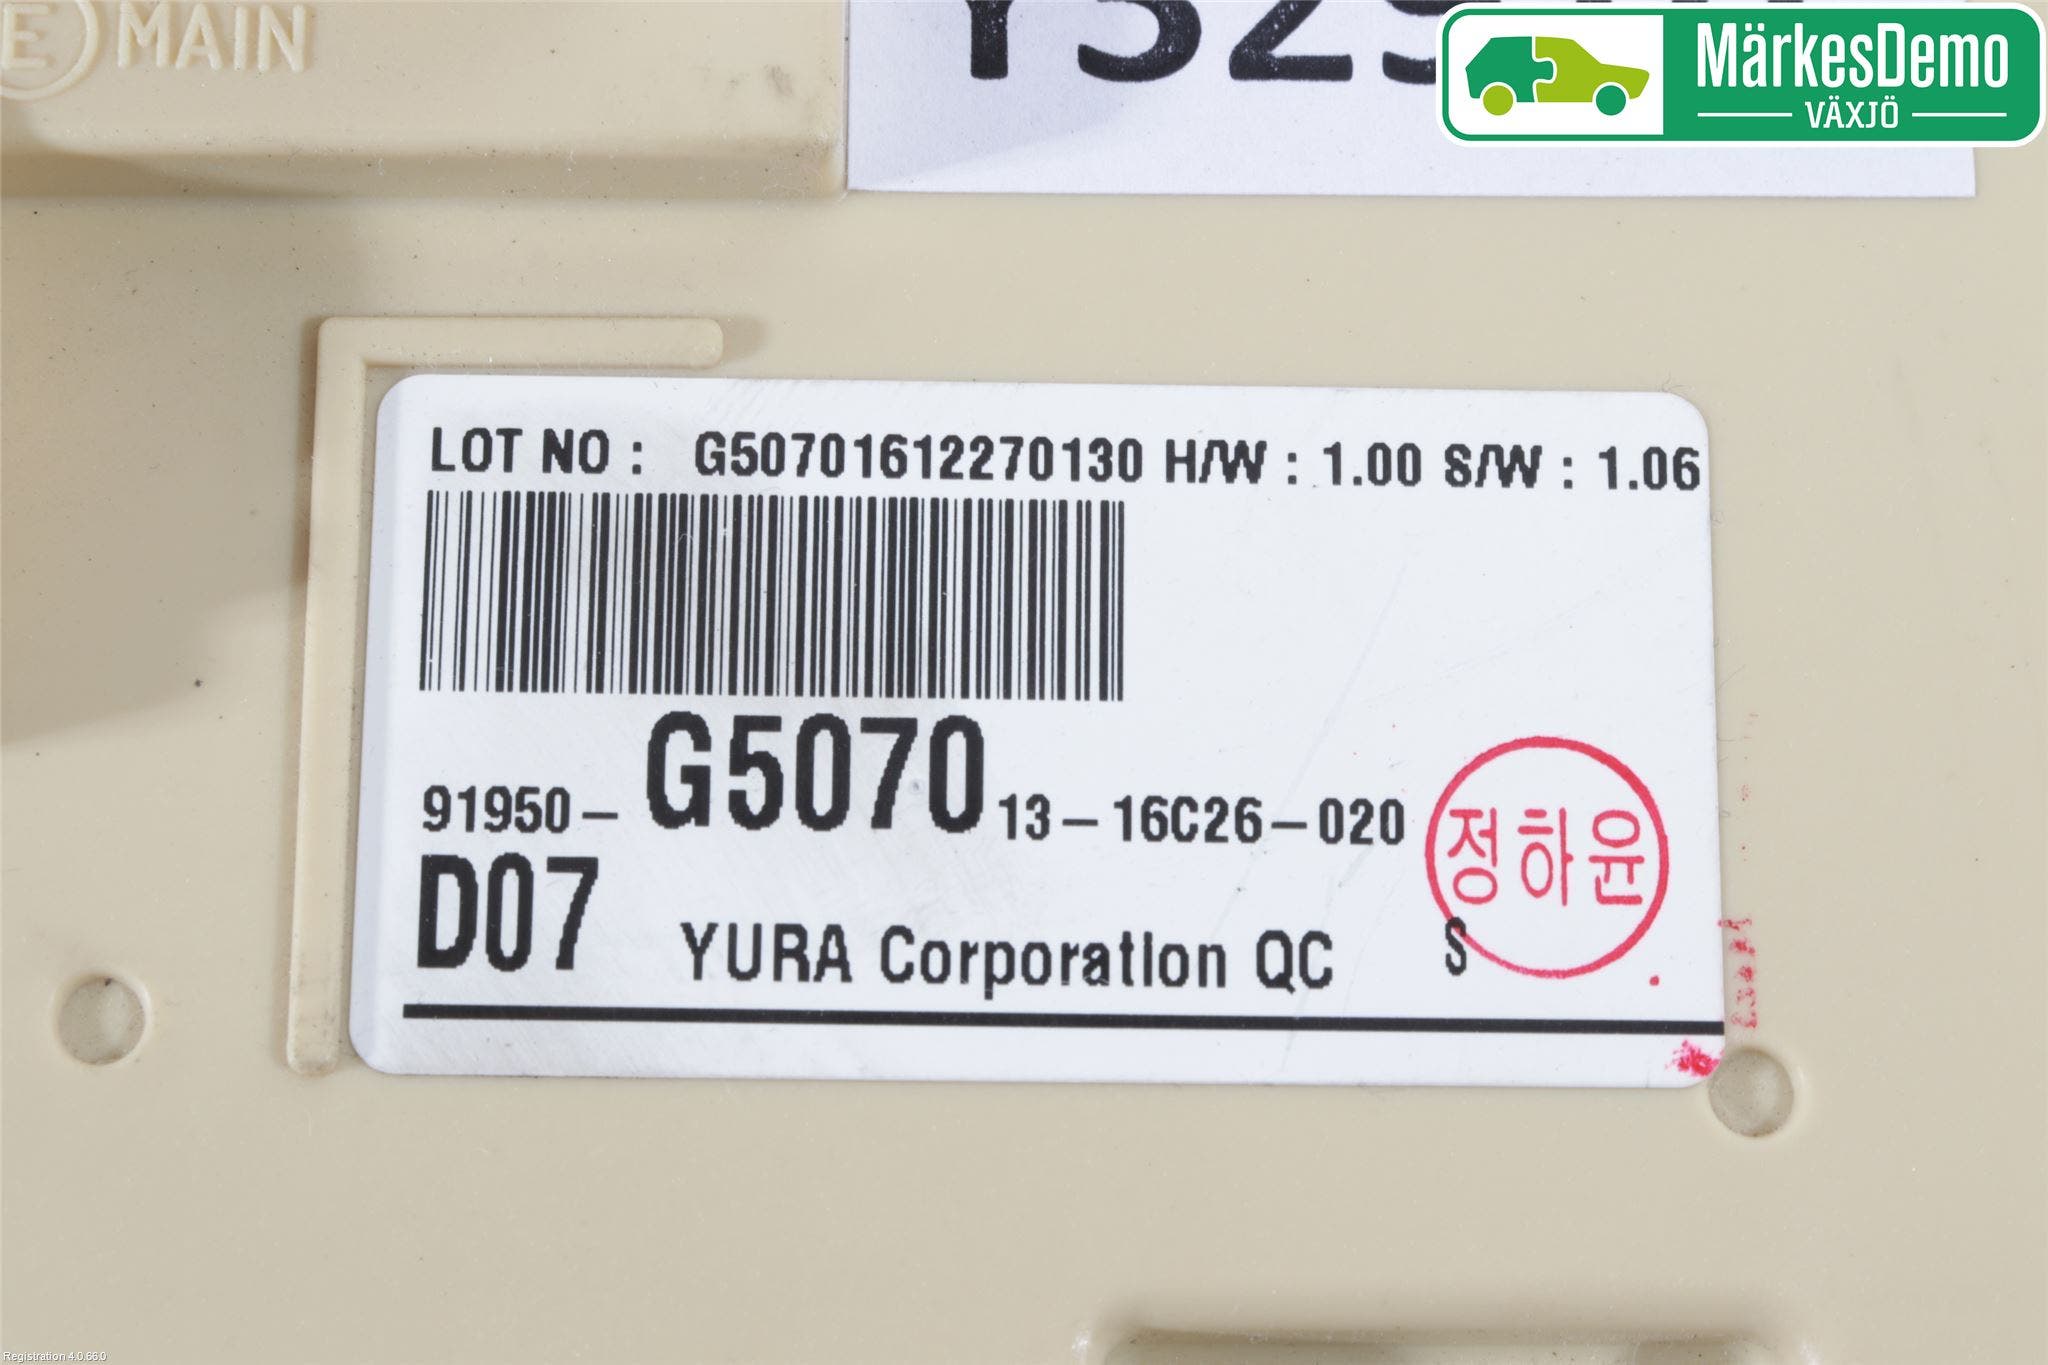 E MAIN
MärkesDemo
VÄXJÖ
LOT NO : G50701612270130 H/W : 1.00 S/W : 1.06
91950-G5070 13-16C26-020
정하윤
D07 YURA Corporation QC S
Registration 4.0.66.0